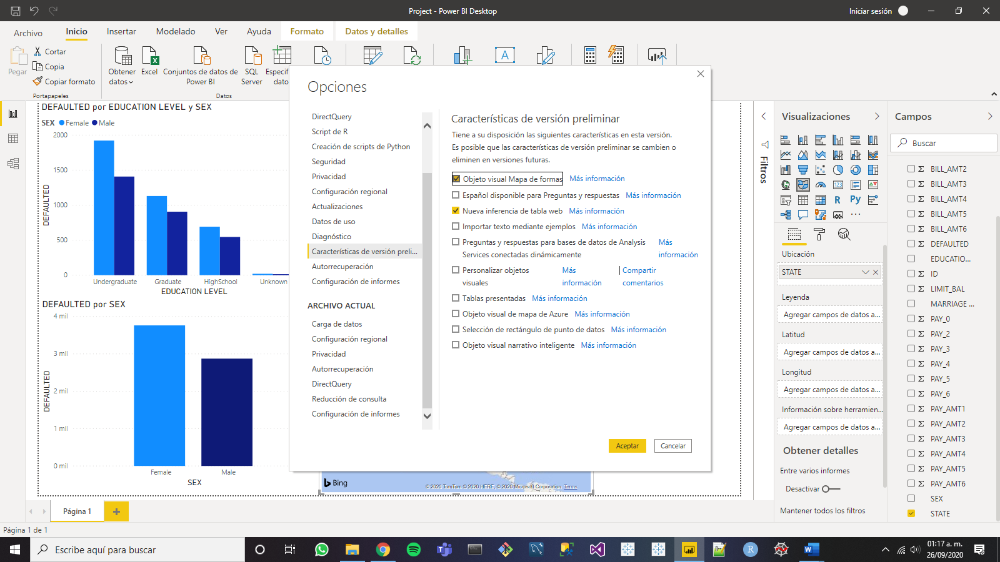 Project - Power BI Desktop
Iniciar sesión
Archivo
Inicio
Insertar
Modelado
Ver
Ayuda
Formato
Datos y detalles
Pegar
Cortar
Copia
Copiar formato
Portapapeles
Obtener
datos
Excel
Conjuntos de datos de
Power BI
SQL
Server
Especif
dato
Datos
DEFAULTED por EDUCATION LEVEL y SEX
SEX Female Male
2000
1500
1000
500
0
DEFAULTED
Undergraduate
Graduate
HighSchool
Unknown
EDUCATION LEVEL
DEFAULTED por SEX
4 mil
3 mil
2 mil
1 mil
0 mil
DEFAULTED
Female
Male
SEX
Opciones
DirectQuery
Script de R
Creación de scripts de Python
Seguridad
Privacidad
Configuración regional
Actualizaciones
Datos de uso
Diagnóstico
Características de versión preli...
Autorrecuperación
Configuración de informes
ARCHIVO ACTUAL
Carga de datos
Configuración regional
Privacidad
Autorrecuperación
DirectQuery
Reducción de consulta
Configuración de informes
Características de versión preliminar
Tiene a su disposición las siguientes características en esta versión.
Es posible que las características de versión preliminar se cambien o
eliminen en versiones futuras.
Objeto visual Mapa de formas Más información
Español disponible para Preguntas y respuestas Más información
Nueva inferencia de tabla web Más información
Importar texto mediante ejemplos Más información
Preguntas y respuestas para bases de datos de Analysis Más
Services conectadas dinámicamente información
Personalizar objetos Más | Compartir
visuales información comentarios
Tablas presentadas Más información
Objeto visual de mapa de Azure Más información
Selección de rectángulo de punto de datos Más información
Objeto visual narrativo inteligente Más información
Aceptar
Cancelar
Bing
© 2020 TomTom © 2020 HERE, © 2020 Microsoft Corporation Terms
Filtros
Visualizaciones
R
Py
123
Ubicación
STATE
Leyenda
Agregar campos de datos a...
Latitud
Agregar campos de datos a...
Longitud
Agregar campos de datos a...
Información sobre herramien...
Agregar campos de datos a...
Obtener detalles
Entre varios informes
Desactivar
Mantener todos los filtros
Campos
Buscar
Σ BILL_AMT2
Σ BILL_AMT3
Σ BILL_AMT4
Σ BILL_AMT5
Σ BILL_AMT6
Σ DEFAULTED
EDUCATIO...
Σ ID
Σ LIMIT_BAL
MARRIAGE ...
Σ PAY_0
Σ PAY_2
Σ PAY_3
Σ PAY_4
Σ PAY_5
Σ PAY_6
Σ PAY_AMT1
Σ PAY_AMT2
Σ PAY_AMT3
Σ PAY_AMT4
Σ PAY_AMT5
Σ PAY_AMT6
SEX
STATE
Página 1
Página 1 de 1
Escribe aquí para buscar
01:17 a. m.
26/09/2020